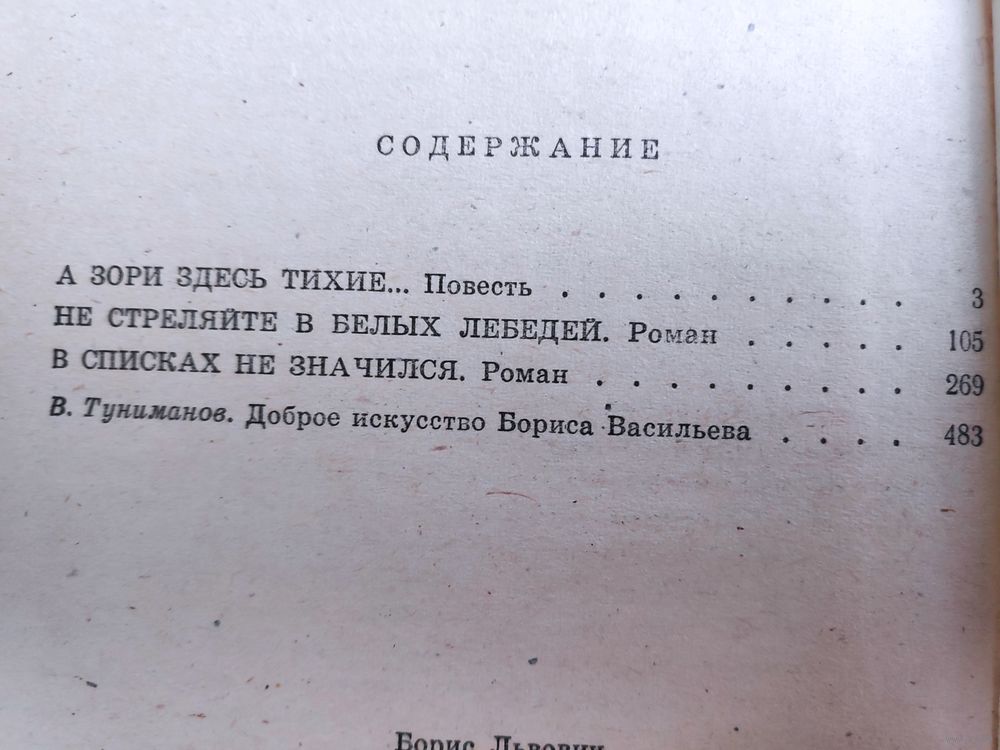 СОДЕРЖАНИЕ
А ЗОРИ ЗДЕСЬ ТИХИЕ... Повесть . . . . . . . . . . 3
НЕ СТРЕЛЯЙТЕ В БЕЛЫХ ЛЕБЕДЕЙ. Роман . . . . . 105
В СПИСКАХ НЕ ЗНАЧИЛСЯ. Роман . . . . . . . . . 269
В. Туниманов. Доброе искусство Бориса Васильева . . . . 483
Борис Львович